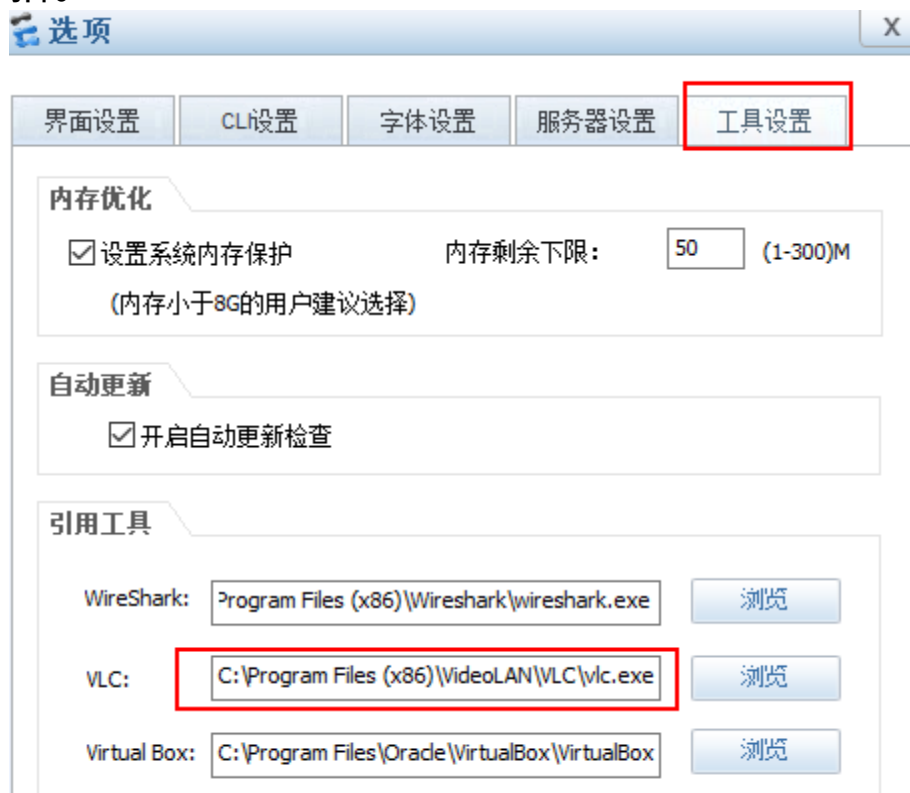 选项
X
界面设置 CLI设置 字体设置 服务器设置 工具设置
内存优化
设置系统内存保护 内存剩余下限： 50 (1-300)M
(内存小于8G的用户建议选择)
自动更新
开启自动更新检查
引用工具
WireShark: Program Files (x86)\Wireshark\wireshark.exe 浏览
VLC: C:\Program Files (x86)\VideoLAN\VLC\vlc.exe 浏览
Virtual Box: C:\Program Files\Oracle\VirtualBox\VirtualBox 浏览